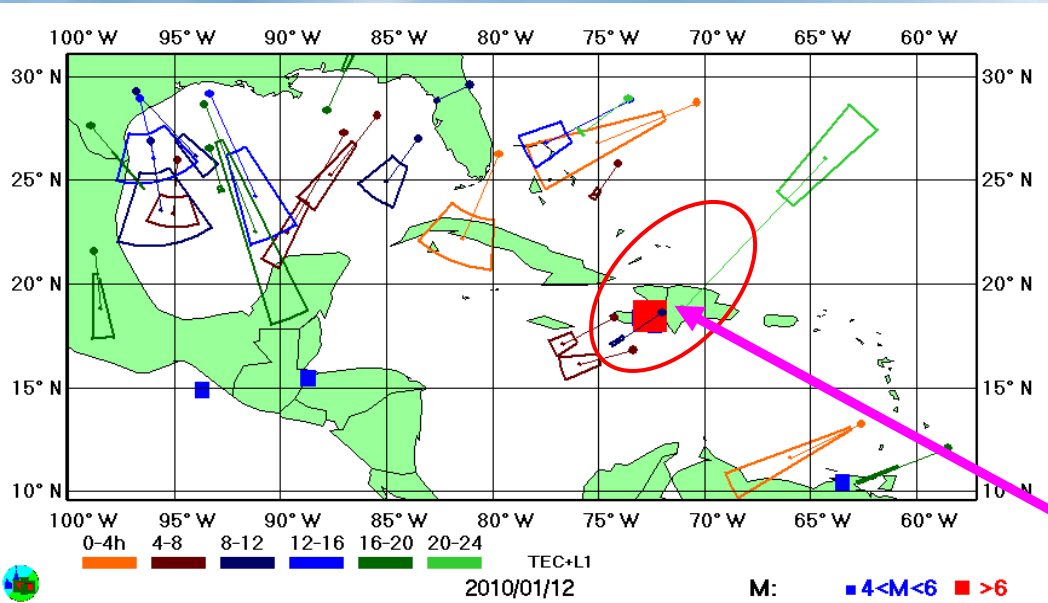 100° W 95° W 90° W 85° W 80° W 75° W 70° W 65° W 60° W
30° N 30° N
25° N 25° N
20° N 20° N
15° N 15° N
10° N 10° N
100° W 95° W 90° W 85° W 80° W 75° W 70° W 65° W 60° W
0-4h 4-8 8-12 12-16 16-20 20-24 TEC+L1
2010/01/12 M: 4<M<6 >6